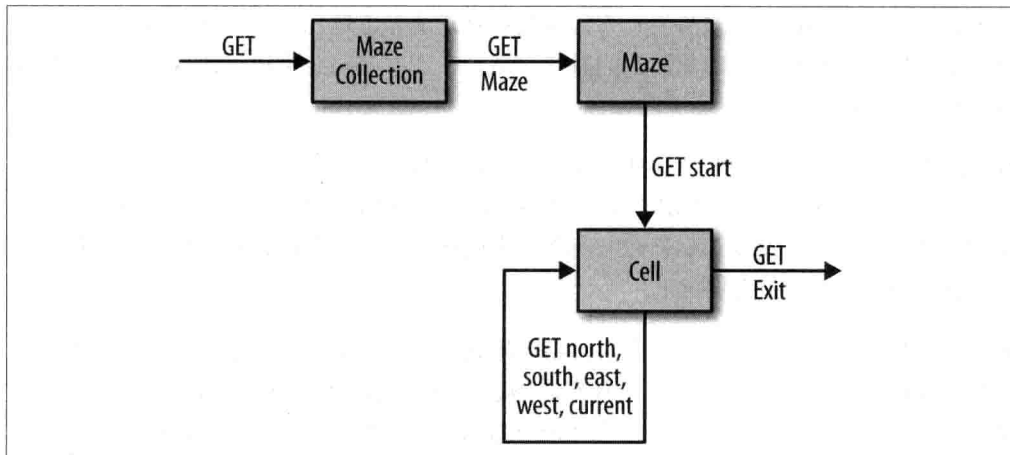 GET
Maze
Collection
GET
Maze
Maze
GET start
Cell
GET
Exit
GET north,
south, east,
west, current